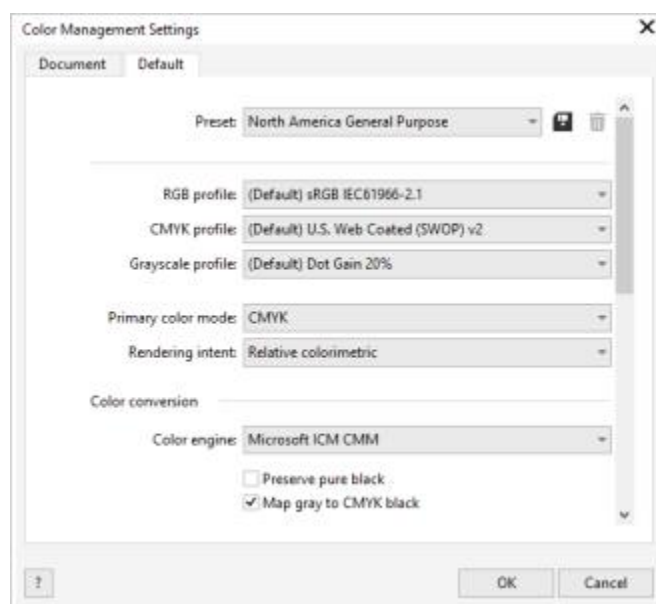 Color Management Settings
Document Default
Preset: North America General Purpose
RGB profile: (Default) sRGB IEC61966-2.1
CMYK profile: (Default) U.S. Web Coated (SWOP) v2
Grayscale profile: (Default) Dot Gain 20%
Primary color mode: CMYK
Rendering intent: Relative colorimetric
Color conversion
Color engine: Microsoft ICM CMM
Preserve pure black
Map gray to CMYK black
? OK Cancel